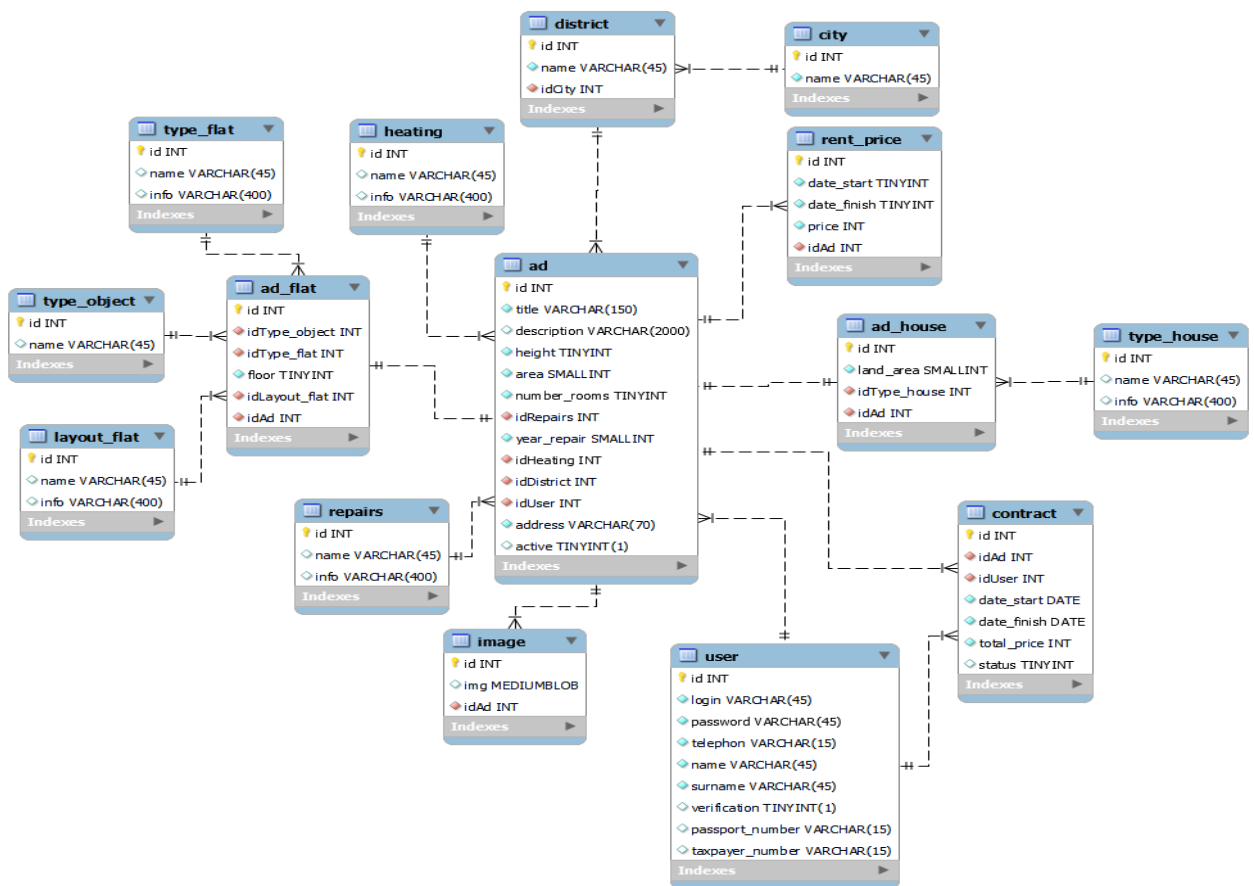 district
id INT
name VARCHAR(45)
idCity INT
Indexes
city
id INT
name VARCHAR(45)
Indexes
type_flat
id INT
name VARCHAR(45)
info VARCHAR(400)
Indexes
heating
id INT
name VARCHAR(45)
info VARCHAR(400)
Indexes
rent_price
id INT
date_start TINYINT
date_finish TINYINT
price INT
idAd INT
Indexes
type_object
id INT
name VARCHAR(45)
Indexes
ad_flat
id INT
idType_object INT
idType_flat INT
floor TINYINT
idLayout_flat INT
idAd INT
Indexes
ad
id INT
title VARCHAR(150)
description VARCHAR(2000)
height TINYINT
area SMALLINT
number_rooms TINYINT
idRepairs INT
year_repair SMALLINT
idHeating INT
idDistrict INT
idUser INT
address VARCHAR(70)
active TINYINT(1)
Indexes
ad_house
id INT
land_area SMALLINT
idType_house INT
idAd INT
Indexes
type_house
id INT
name VARCHAR(45)
info VARCHAR(400)
Indexes
layout_flat
id INT
name VARCHAR(45)
info VARCHAR(400)
Indexes
repairs
id INT
name VARCHAR(45)
info VARCHAR(400)
Indexes
contract
id INT
idAd INT
idUser INT
date_start DATE
date_finish DATE
total_price INT
status TINYINT
Indexes
image
id INT
img MEDIUMBLOB
idAd INT
Indexes
user
id INT
login VARCHAR(45)
password VARCHAR(45)
telephon VARCHAR(15)
name VARCHAR(45)
surname VARCHAR(45)
verification TINYINT(1)
passport_number VARCHAR(15)
taxpayer_number VARCHAR(15)
Indexes